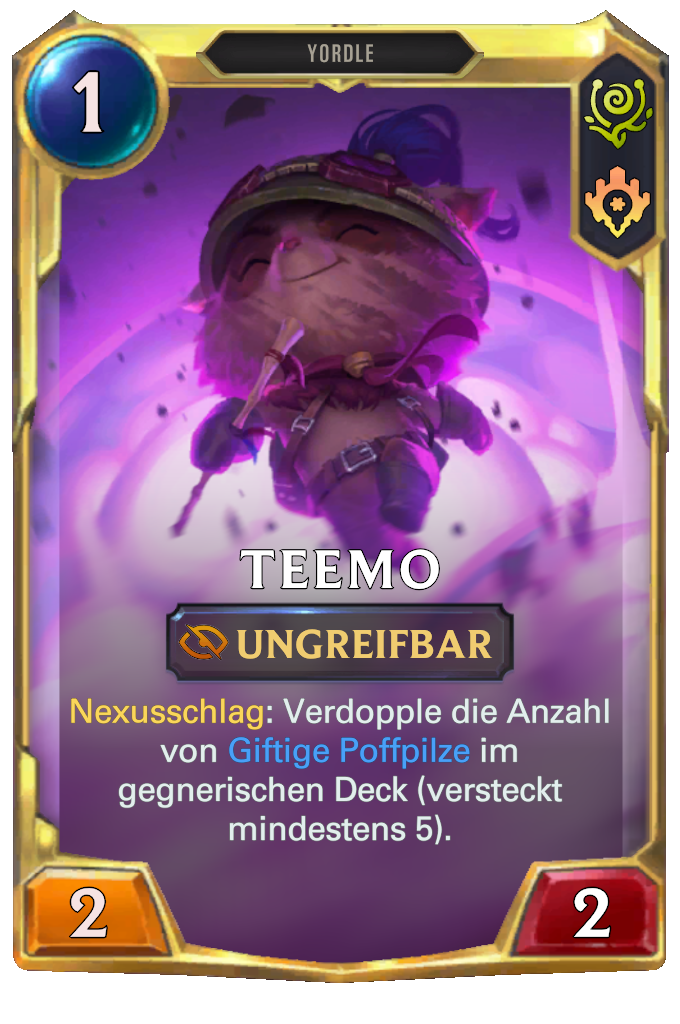 YORDLE
1
TEEMO
UNGREIFBAR
Nexusschlag: Verdopple die Anzahl
von Giftige Poffpilze im
gegnerischen Deck (versteckt
mindestens 5).
2
2